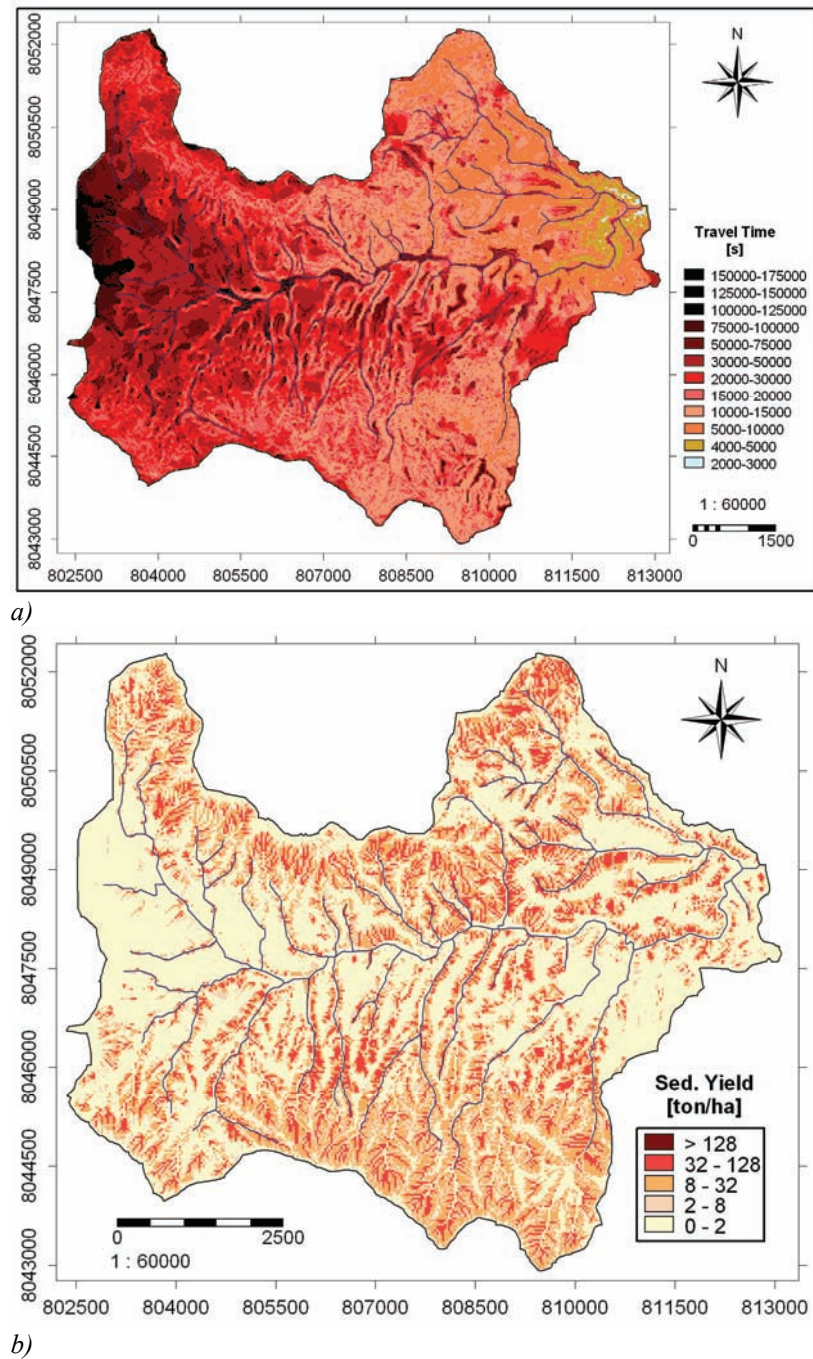 N
8052000
8050500
8049000
8047500
8046000
8044500
8043000
Travel Time
[s]
150000-175000
125000-150000
100000-125000
75000-100000
50000-75000
30000-50000
20000-30000
15000-20000
10000-15000
5000-10000
4000-5000
2000-3000
1 : 60000
0 1500
802500 804000 805500 807000 808500 810000 811500 813000
a)
N
8052000
8050500
8049000
8047500
8046000
8044500
8043000
Sed. Yield
[ton/ha]
> 128
32 - 128
8 - 32
2 - 8
0 - 2
0 2500
1 : 60000
802500 804000 805500 807000 808500 810000 811500 813000
b)